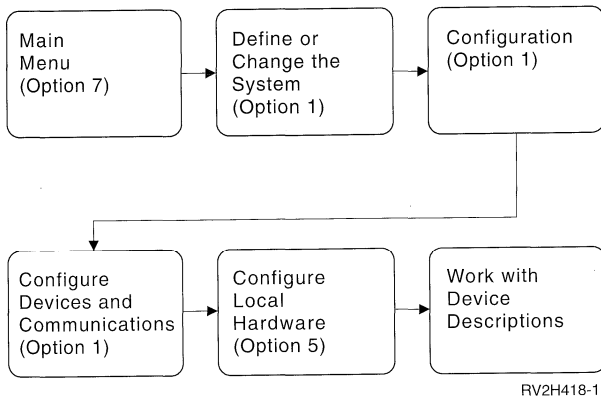 Main
Menu
(Option 7)
Define or
Change the
System
(Option 1)
Configuration
(Option 1)
Configure
Devices and
Communications
(Option 1)
Configure
Local
Hardware
(Option 5)
Work with
Device
Descriptions
RV2H418-1